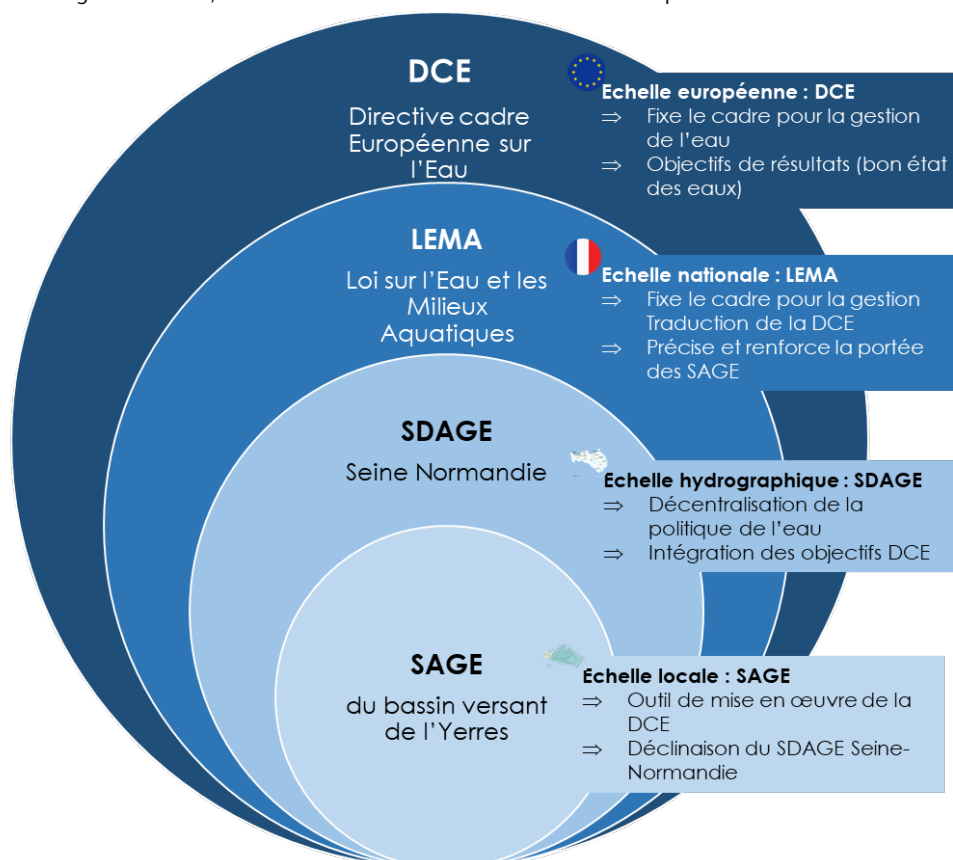 DCE
Directive cadre
Européenne sur
l'Eau
Echelle européenne : DCE
⇒ Fixe le cadre pour la gestion
de l'eau
⇒ Objectifs de résultats (bon état
des eaux)
LEMA
Loi sur l'Eau et les
Milieux
Aquatiques
Echelle nationale : LEMA
⇒ Fixe le cadre pour la gestion
Traduction de la DCE
⇒ Précise et renforce la portée
des SAGE
SDAGE
Seine Normandie
Echelle hydrographique : SDAGE
⇒ Décentralisation de la
politique de l'eau
⇒ Intégration des objectifs DCE
SAGE
du bassin versant
de l'Yerres
Echelle locale : SAGE
⇒ Outil de mise en œuvre de la
DCE
⇒ Déclinaison du SDAGE Seine-
Normandie